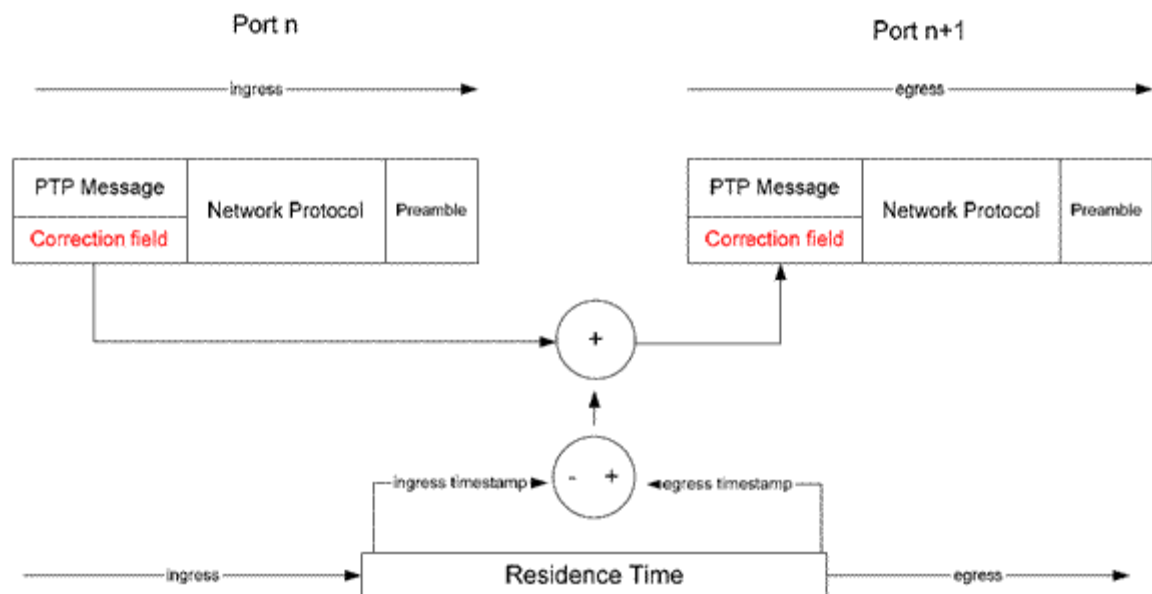 Port n
Port n+1
ingress
egress
PTP Message
Network Protocol
Preamble
Correction field
PTP Message
Network Protocol
Preamble
Correction field
+
ingress timestamp
- +
egress timestamp
ingress
Residence Time
egress